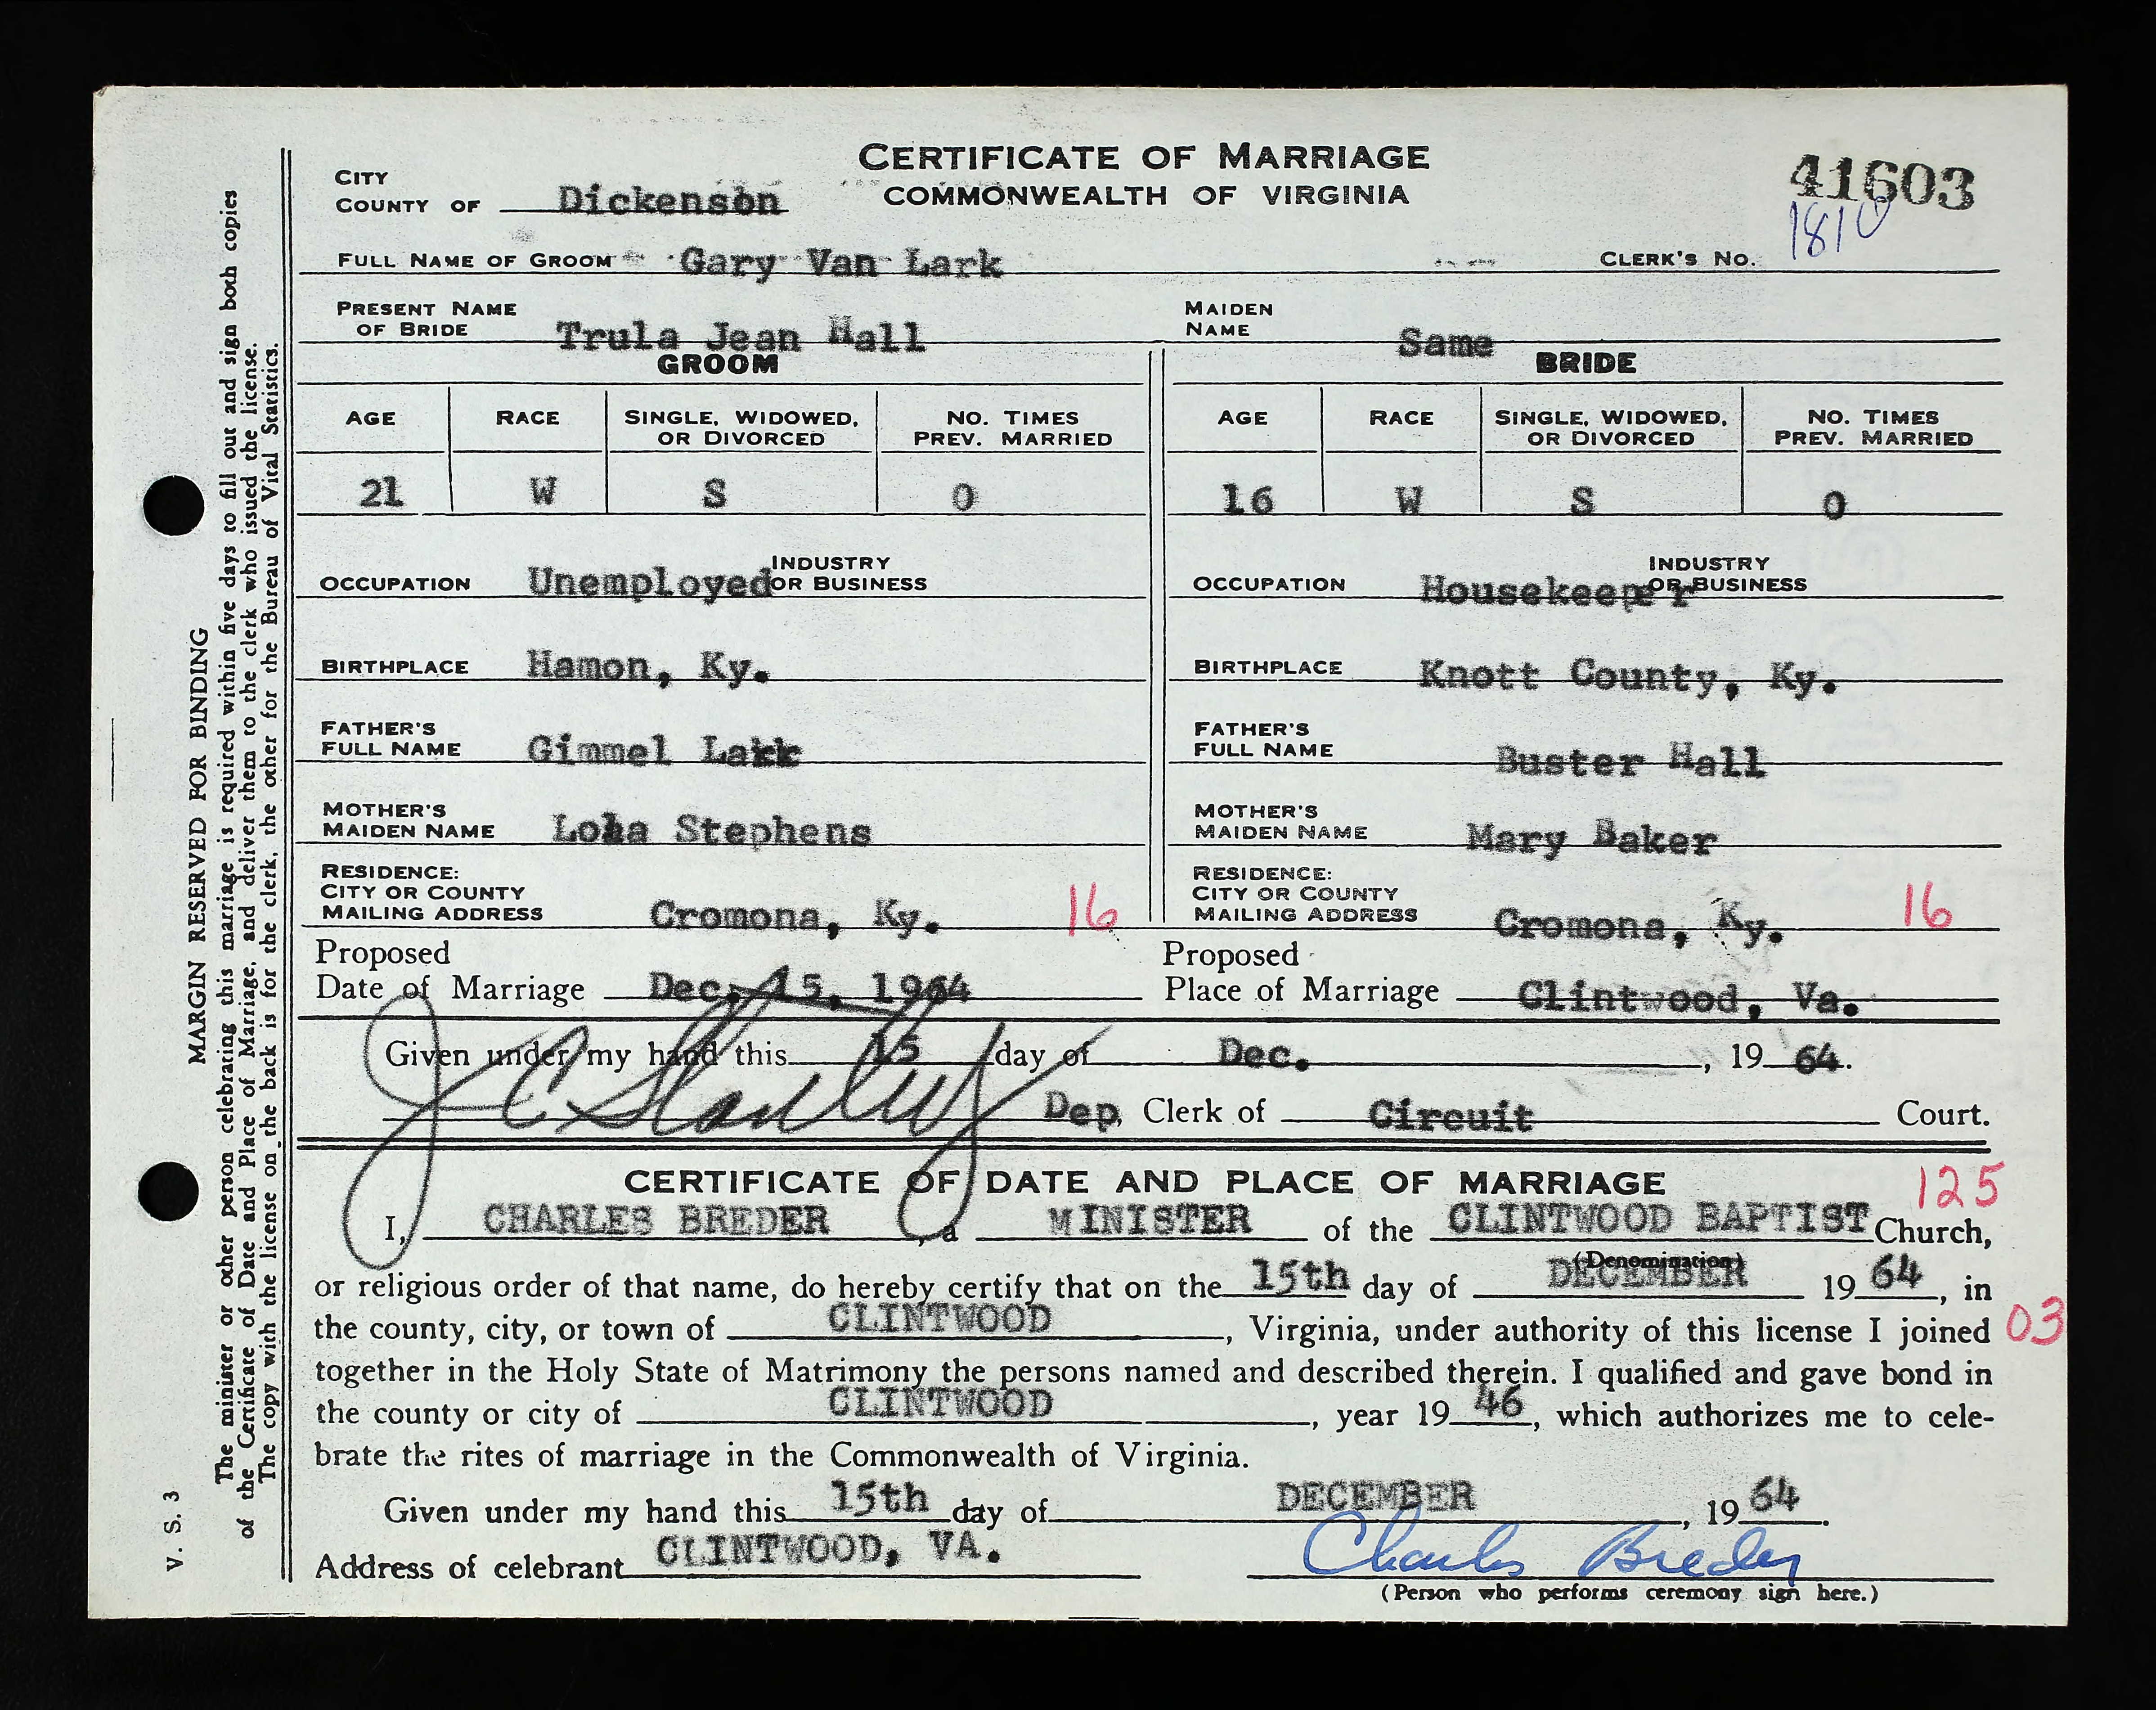 CERTIFICATE OF MARRIAGE
COMMONWEALTH OF VIRGINIA
41603
1810
CITY
COUNTY OF Dickenson
FULL NAME OF GROOM Gary Van Lark CLERK'S No.
PRESENT NAME OF BRIDE Trula Jean Hall MAIDEN NAME Same
GROOM BRIDE
AGE RACE SINGLE, WIDOWED, OR DIVORCED NO. TIMES PREV. MARRIED AGE RACE SINGLE, WIDOWED, OR DIVORCED NO. TIMES PREV. MARRIED
21 W S 0 16 W S 0
OCCUPATION Unemployed INDUSTRY OR BUSINESS OCCUPATION Housekeeper INDUSTRY OR BUSINESS
BIRTHPLACE Hamon, Ky. BIRTHPLACE Knott County, Ky.
FATHER'S FULL NAME Gimmel Lark FATHER'S FULL NAME Buster Hall
MOTHER'S MAIDEN NAME Stephens MOTHER'S MAIDEN NAME Mary Baker
RESIDENCE: CITY OR COUNTY MAILING ADDRESS Cromona, Ky. 16 RESIDENCE: CITY OR COUNTY MAILING ADDRESS Cromona, Ky. 16
Proposed Date of Marriage Dec. 15, 1964 Proposed Place of Marriage Clintwood, Va.
Given under my hand this 15 day of Dec., 19 64.
J C Stanley Dep. Clerk of Circuit Court.
CERTIFICATE OF DATE AND PLACE OF MARRIAGE 125
I, CHARLES BREDER, a MINISTER of the CLINTWOOD BAPTIST Church,
(Denomination)
or religious order of that name, do hereby certify that on the 15th day of DECEMBER 19 64, in
the county, city, or town of CLINTWOOD, Virginia, under authority of this license I joined 03
together in the Holy State of Matrimony the persons named and described therein. I qualified and gave bond in
the county or city of CLINTWOOD, year 19 46, which authorizes me to cele-
brate the rites of marriage in the Commonwealth of Virginia.
Given under my hand this 15th day of DECEMBER, 19 64.
Address of celebrant CLINTWOOD, VA. Charles Breder
(Person who performs ceremony sign here.)
MARGIN RESERVED FOR BINDING
The minister or other person celebrating this marriage is required within five days to fill out and sign both copies
of the Certificate of Date and Place of Marriage, and deliver them to the clerk who issued the license.
The copy with the license on the back is for the clerk, the other for the Bureau of Vital Statistics.
V. S. 3